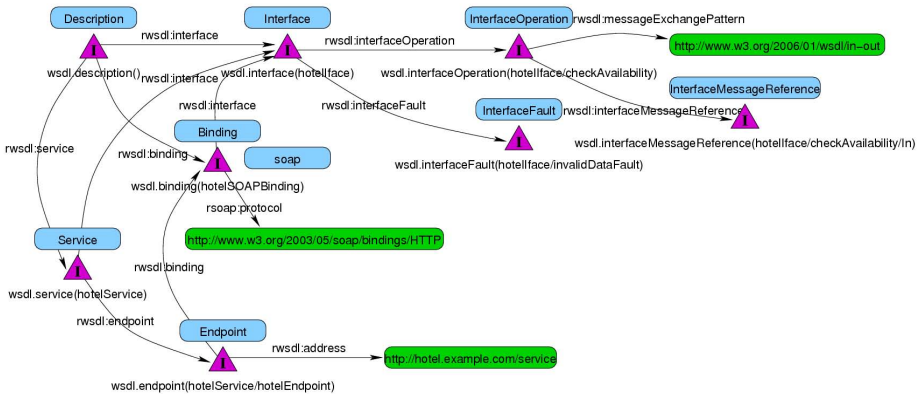 Description
Interface
InterfaceOperation
rwsdl:messageExchangePattern
rwsdl:interface
rwsdl:interfaceOperation
http://www.w3.org/2006/01/wsdl/in-out
I
I
I
wsdl.description()
rwsdl:interface
wsdl.interface(hotelIface)
wsdl.interfaceOperation(hotelIface/checkAvailability)
InterfaceMessageReference
rwsdl:interface
rwsdl:interfaceFault
InterfaceFault
rwsdl:interfaceMessageReference
I
Binding
I
rwsdl:service
rwsdl:binding
soap
wsdl.interfaceMessageReference(hotelIface/checkAvailability/In)
I
wsdl.interfaceFault(hotelIface/invalidDataFault)
wsdl.binding(hotelSOAPBinding)
rsoap:protocol
Service
http://www.w3.org/2003/05/soap/bindings/HTTP
I
rwsdl:binding
wsdl.service(hotelService)
rwsdl:endpoint
Endpoint
rwsdl:address
I
http://hotel.example.com/service
wsdl.endpoint(hotelService/hotelEndpoint)